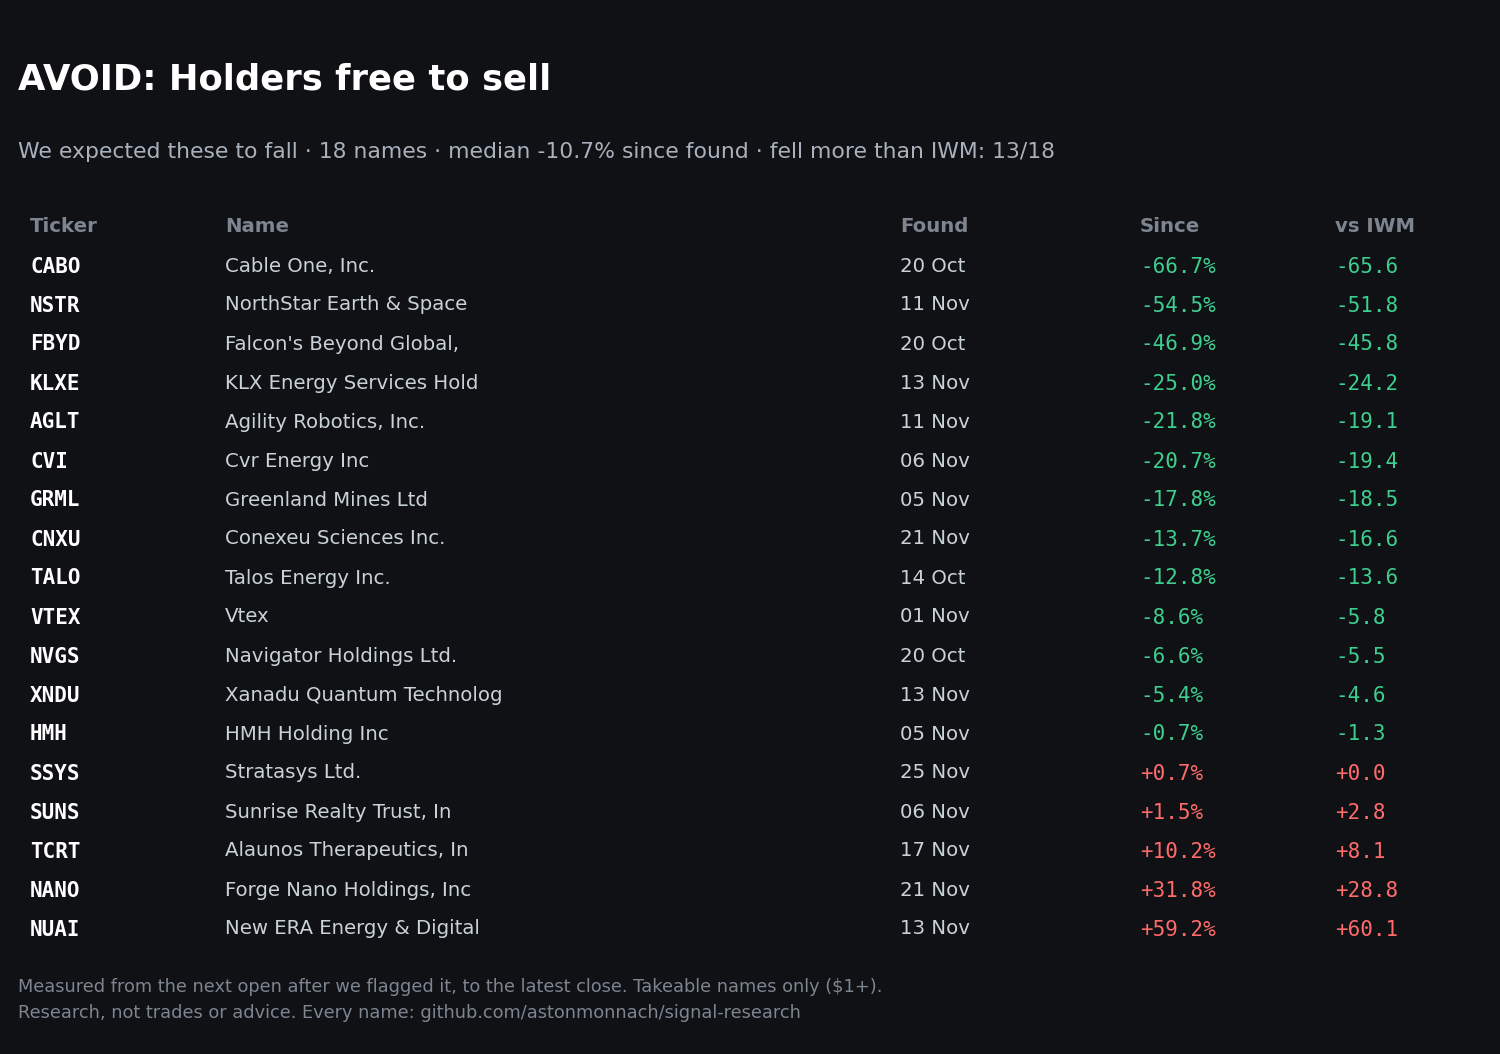 AVOID: Holders free to sell
We expected these to fall · 18 names · median -10.7% since found · fell more than IWM: 13/18
Ticker Name Found Since vs IWM
CABO Cable One, Inc. 20 Oct -66.7% -65.6
NSTR NorthStar Earth & Space 11 Nov -54.5% -51.8
FBYD Falcon's Beyond Global, 20 Oct -46.9% -45.8
KLXE KLX Energy Services Hold 13 Nov -25.0% -24.2
AGLT Agility Robotics, Inc. 11 Nov -21.8% -19.1
CVI Cvr Energy Inc 06 Nov -20.7% -19.4
GRML Greenland Mines Ltd 05 Nov -17.8% -18.5
CNXU Conexeu Sciences Inc. 21 Nov -13.7% -16.6
TALO Talos Energy Inc. 14 Oct -12.8% -13.6
VTEX Vtex 01 Nov -8.6% -5.8
NVGS Navigator Holdings Ltd. 20 Oct -6.6% -5.5
XNDU Xanadu Quantum Technolog 13 Nov -5.4% -4.6
HMH HMH Holding Inc 05 Nov -0.7% -1.3
SSYS Stratasys Ltd. 25 Nov +0.7% +0.0
SUNS Sunrise Realty Trust, In 06 Nov +1.5% +2.8
TCRT Alaunos Therapeutics, In 17 Nov +10.2% +8.1
NANO Forge Nano Holdings, Inc 21 Nov +31.8% +28.8
NUAI New ERA Energy & Digital 13 Nov +59.2% +60.1
Measured from the next open after we flagged it, to the latest close. Takeable names only ($1+).
Research, not trades or advice. Every name: github.com/astonmonnach/signal-research